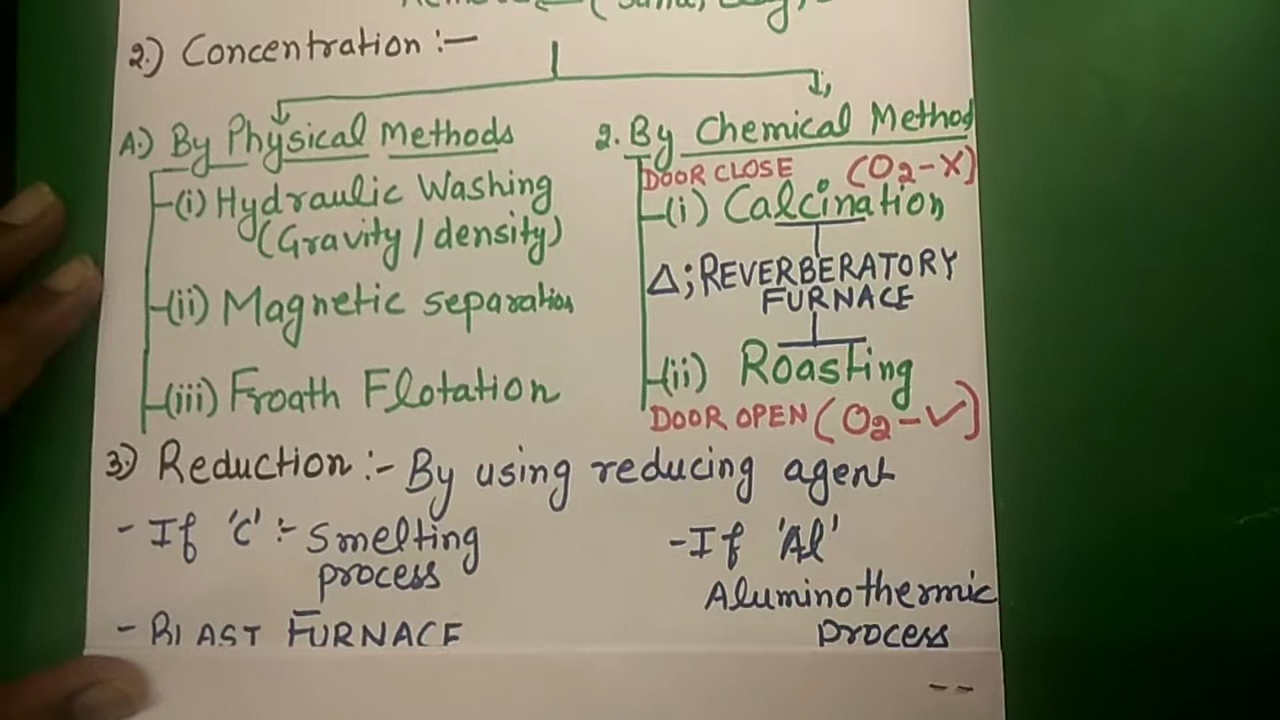 2.) Concentration :-
A.) By Physical Methods
(i) Hydraulic Washing
(Gravity / density)
(ii) Magnetic separation
(iii) Froath Flotation
2. By Chemical Method
DOOR CLOSE (O2-X)
(i) Calcination
Δ; REVERBERATORY
FURNACE
(ii) Roasting
DOOR OPEN (O2-✓)
3.) Reduction :- By using reducing agent
- If 'C' :- Smelting
process
- BLAST FURNACE
- If 'Al'
Aluminothermic
process
--